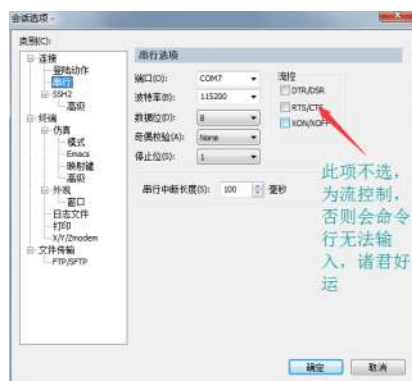 会话选项 -
类别(C):
连接
登陆动作
串行
SSH2
高级
终端
仿真
模式
Emacs
映射键
高级
外观
窗口
日志文件
打印
X/Y/Zmodem
文件传输
FTP/SFTP
串行选项
端口(O): COM7
波特率(B): 115200
数据位(D): 8
奇偶校验(A): None
停止位(S): 1
流控
DTR/DSR
RTS/CTS
XON/XOFF
串行中断长度(S): 100 毫秒
此项不选,
为流控制,
否则会命令
行无法输
入, 诸君好
运
确定 取消